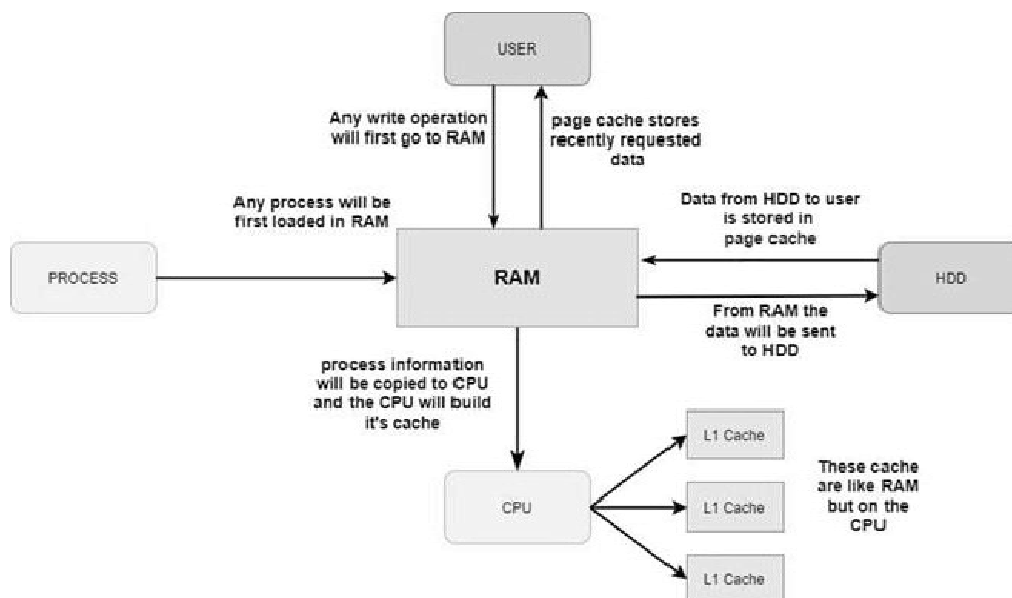 USER
Any write operation
will first go to RAM
page cache stores
recently requested
data
Any process will be
first loaded in RAM
Data from HDD to user
is stored in
page cache
PROCESS
RAM
HDD
From RAM the
data will be sent
to HDD
process information
will be copied to CPU
and the CPU will build
it's cache
CPU
L1 Cache
L1 Cache
L1 Cache
These cache
are like RAM
but on the
CPU